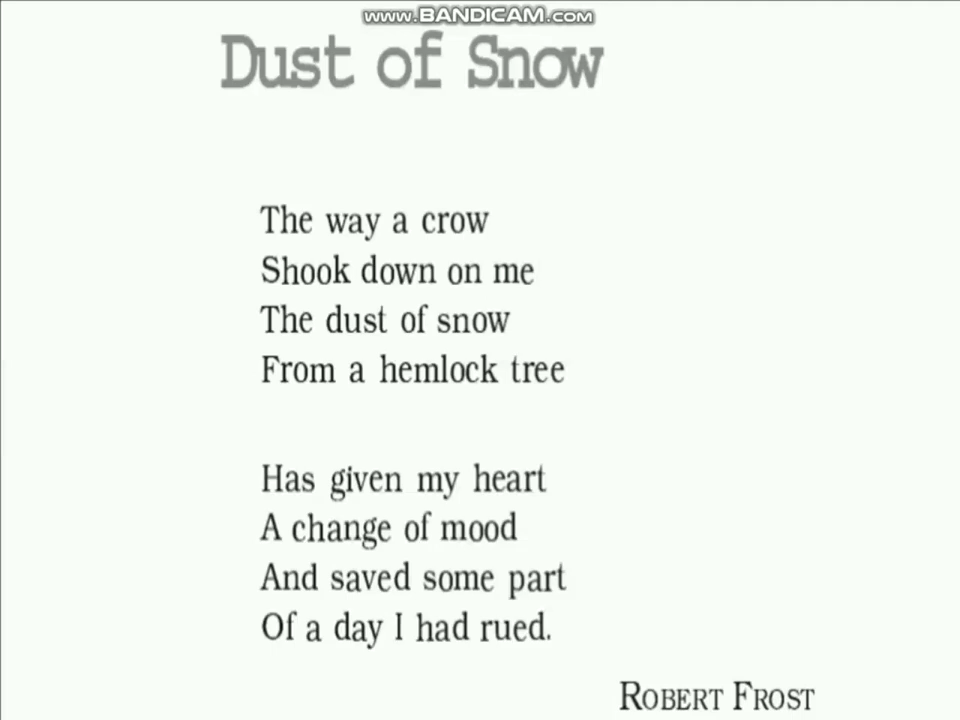 www.BANDICAM.com
Dust of Snow
The way a crow
Shook down on me
The dust of snow
From a hemlock tree
Has given my heart
A change of mood
And saved some part
Of a day I had rued.
ROBERT FROST